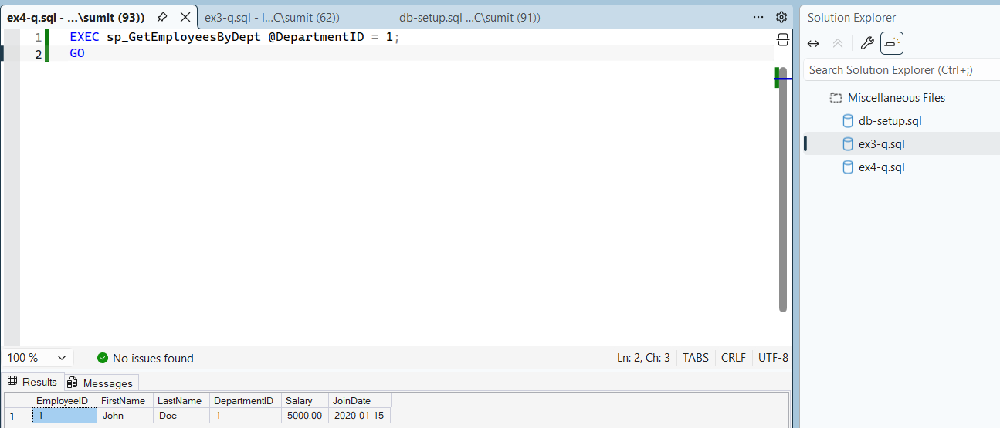 ex4-q.sql - ...\sumit (93))
ex3-q.sql - I...C\sumit (62))
db-setup.sql ...C\sumit (91))
1 EXEC sp_GetEmployeesByDept @DepartmentID = 1;
2 GO
100 %
No issues found
Ln: 2, Ch: 3
TABS
CRLF
UTF-8
Results
Messages
EmployeeID FirstName LastName DepartmentID Salary JoinDate
1 1 John Doe 1 5000.00 2020-01-15
Solution Explorer
Search Solution Explorer (Ctrl+;)
Miscellaneous Files
db-setup.sql
ex3-q.sql
ex4-q.sql